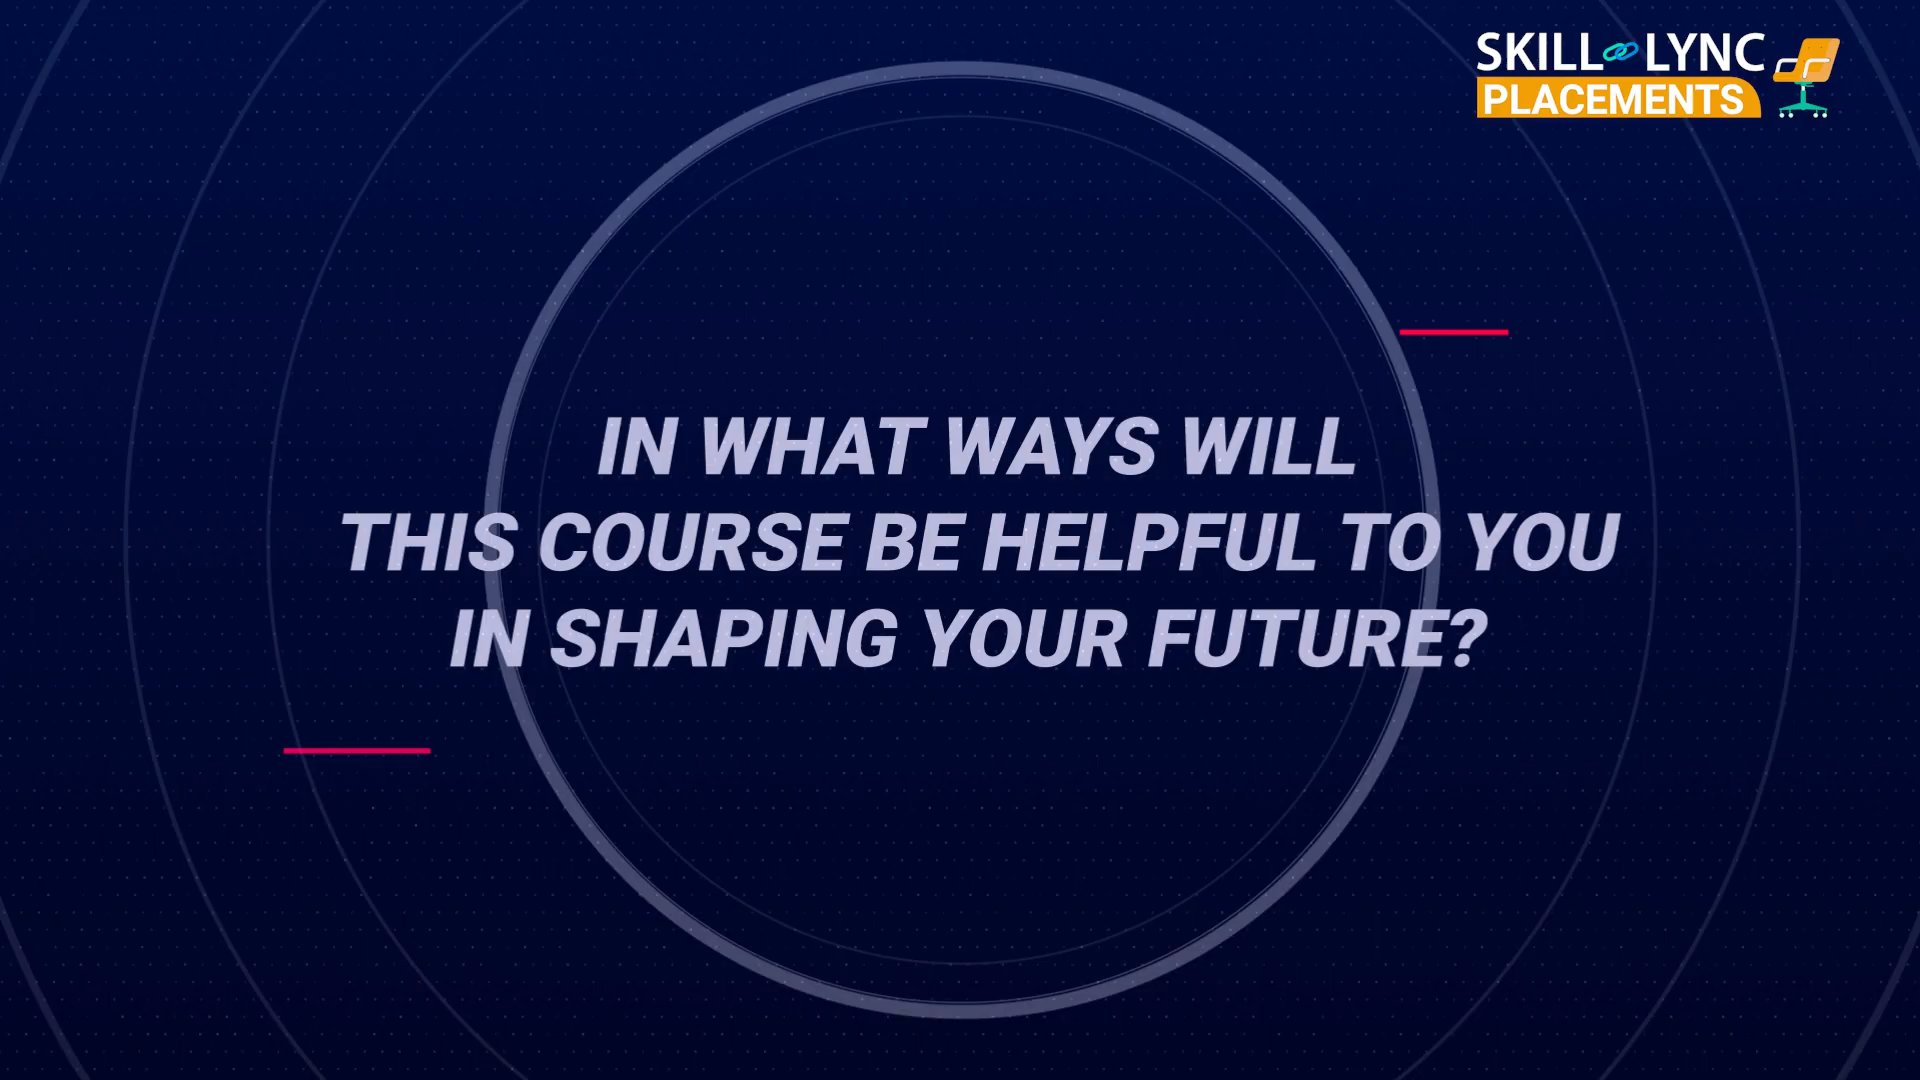 SKILL LYNC
PLACEMENTS
IN WHAT WAYS WILL
THIS COURSE BE HELPFUL TO YOU
IN SHAPING YOUR FUTURE?